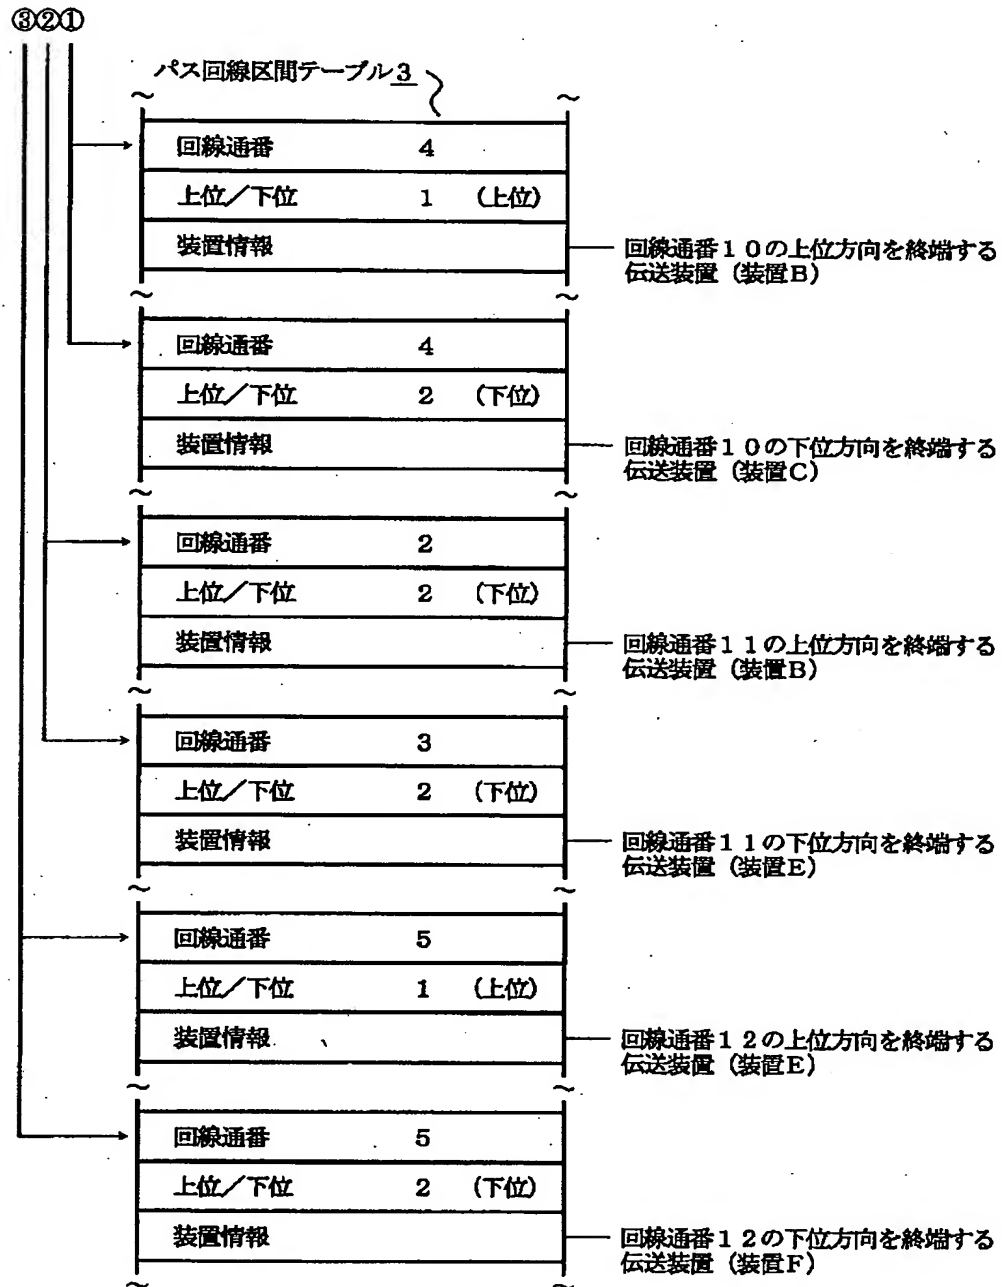 ③②①
パス回線区間テーブル3
回線通番 4
上位／下位 1 (上位)
装置情報
回線通番10の上位方向を終端する
伝送装置（装置B）
回線通番 4
上位／下位 2 (下位)
装置情報
回線通番10の下位方向を終端する
伝送装置（装置C）
回線通番 2
上位／下位 2 (下位)
装置情報
回線通番11の上位方向を終端する
伝送装置（装置B）
回線通番 3
上位／下位 2 (下位)
装置情報
回線通番11の下位方向を終端する
伝送装置（装置E）
回線通番 5
上位／下位 1 (上位)
装置情報
回線通番12の上位方向を終端する
伝送装置（装置E）
回線通番 5
上位／下位 2 (下位)
装置情報
回線通番12の下位方向を終端する
伝送装置（装置F）